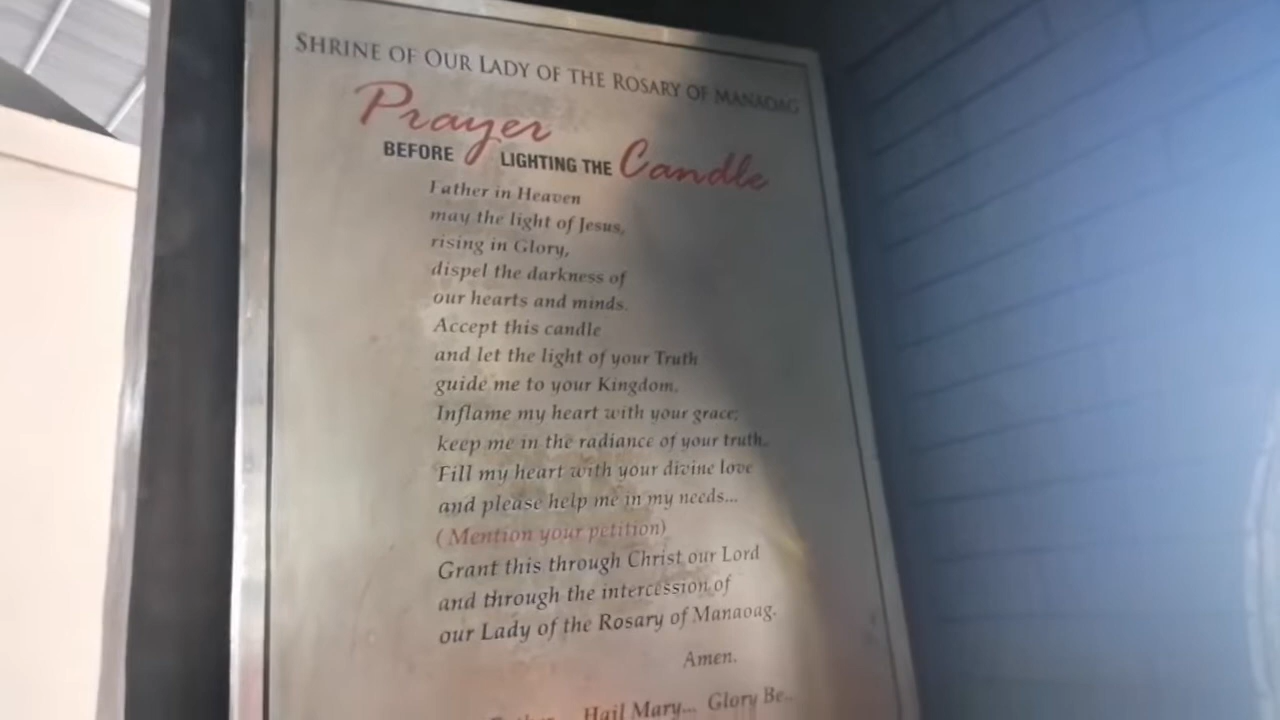 SHRINE OF OUR LADY OF THE ROSARY OF MANAOAG
Prayer
BEFORE LIGHTING THE Candle
Father in Heaven
may the light of Jesus,
rising in Glory,
dispel the darkness of
our hearts and minds.
Accept this candle
and let the light of your Truth
guide me to your Kingdom.
Inflame my heart with your grace;
keep me in the radiance of your truth.
Fill my heart with your divine love
and please help me in my needs...
(Mention your petition)
Grant this through Christ our Lord
and through the intercession of
our Lady of the Rosary of Manaoag.
Amen.
Father... Hail Mary... Glory Be...